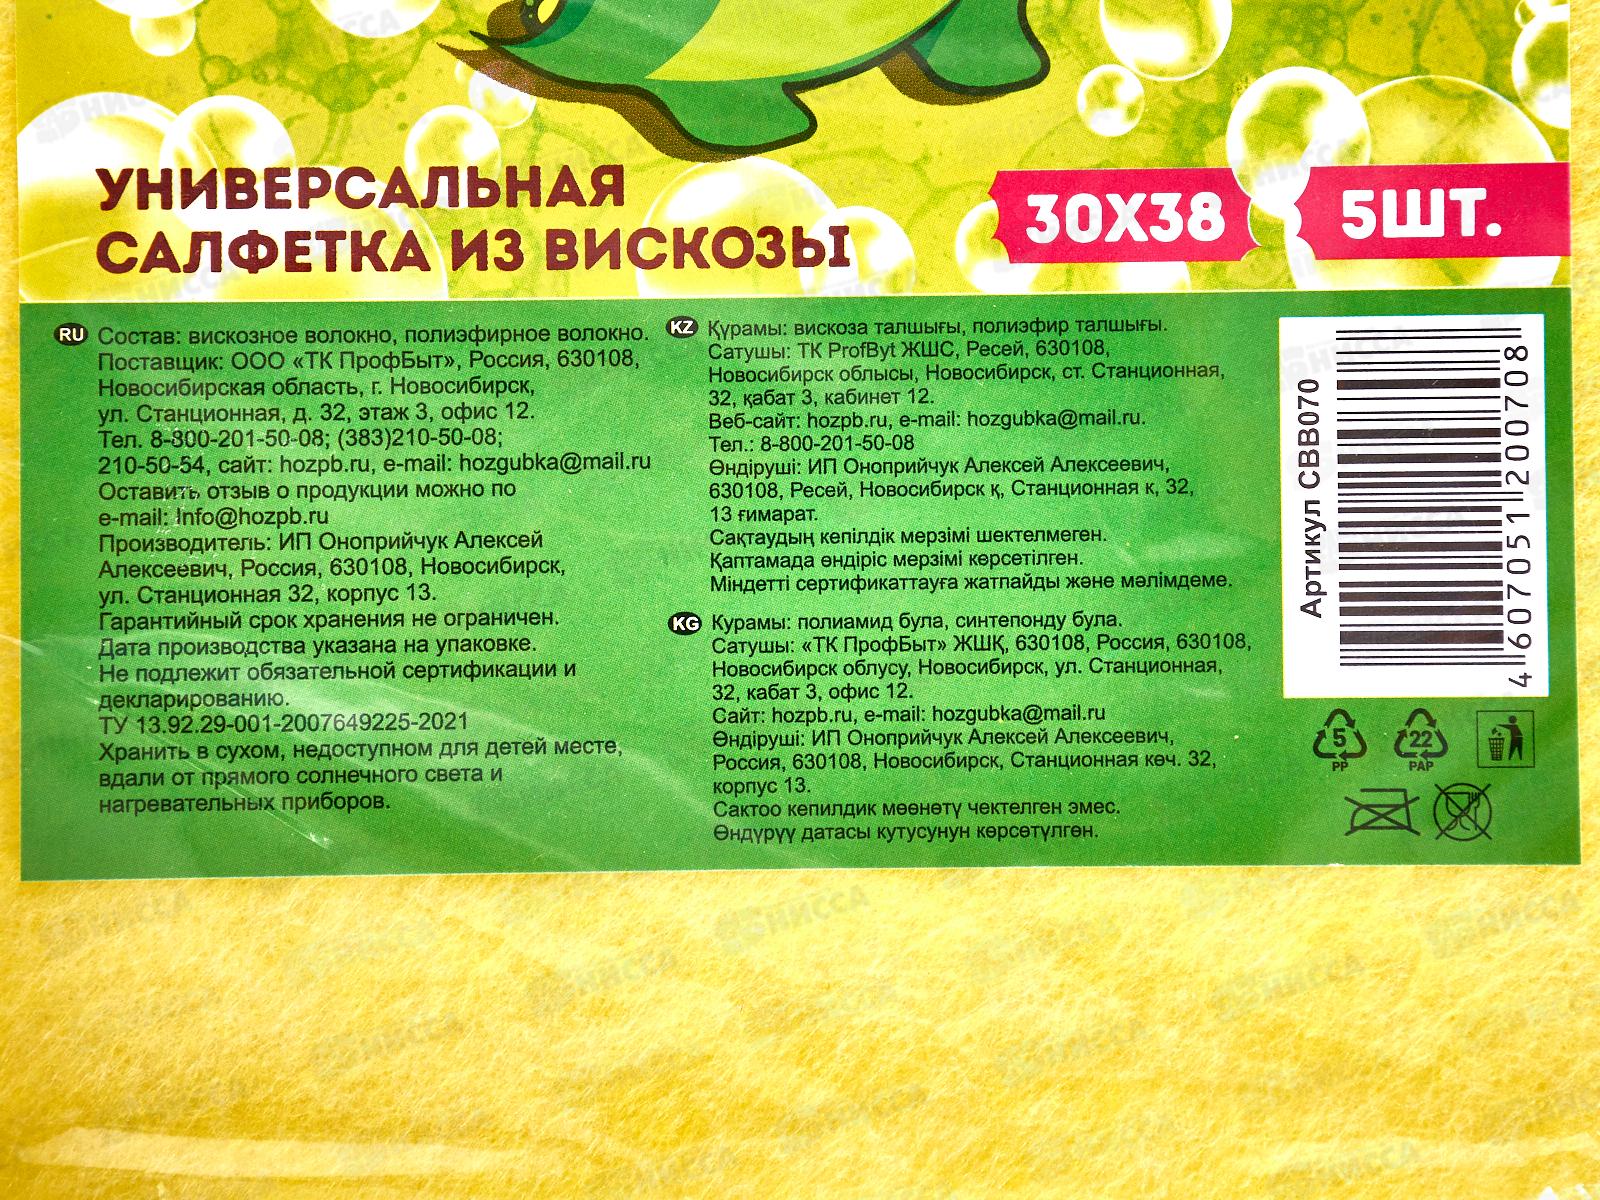 УНИВЕРСАЛЬНАЯ
САЛФЕТКА ИЗ ВИСКОЗЫ
30Х38
5ШТ.
RU
Состав: вискозное волокно, полиэфирное волокно.
Поставщик: ООО «ТК ПрофБыт», Россия, 630108,
Новосибирская область, г. Новосибирск,
ул. Станционная, д. 32, этаж 3, офис 12.
Тел. 8-800-201-50-08; (383)210-50-08;
210-50-54, сайт: hozpb.ru, e-mail: hozgubka@mail.ru
Оставить отзыв о продукции можно по
e-mail: Info@hozpb.ru
Производитель: ИП Оноприйчук Алексей
Алексеевич, Россия, 630108, Новосибирск,
ул. Станционная 32, корпус 13.
Гарантийный срок хранения не ограничен.
Дата производства указана на упаковке.
Не подлежит обязательной сертификации и
декларированию.
ТУ 13.92.29-001-2007649225-2021
Хранить в сухом, недоступном для детей месте,
вдали от прямого солнечного света и
нагревательных приборов.
KZ
Құрамы: вискоза талшығы, полиэфир талшығы.
Сатушы: ТК ProfByt ЖШС, Ресей, 630108,
Новосибирск облысы, Новосибирск, ст. Станционная,
32, қабат 3, кабинет 12.
Веб-сайт: hozpb.ru, e-mail: hozgubka@mail.ru.
Тел.: 8-800-201-50-08
Өндіруші: ИП Оноприйчук Алексей Алексеевич,
630108, Ресей, Новосибирск қ, Станционная к, 32,
13 ғимарат.
Сақтаудың кепілдік мерзімі шектелмеген.
Қаптамада өндіріс мерзімі көрсетілген.
Міндетті сертификаттауға жатпайды және мәлімдеме.
KG
Курамы: полиамид була, синтепонду була.
Сатушы: «ТК ПрофБыт» ЖШҚ, 630108, Россия, 630108,
Новосибирск облусу, Новосибирск, ул. Станционная,
32, кабат 3, офис 12.
Сайт: hozpb.ru, e-mail: hozgubka@mail.ru
Өндіруші: ИП Оноприйчук Алексей Алексеевич,
Россия, 630108, Новосибирск, Станционная көч. 32,
корпус 13.
Сактоо кепилдик мөөнөтү чектелген эмес.
Өндүрүү датасы кутусунун көрсөтүлгөн.
Артикул CBB070
4 607051 200708
5
PP
22
PAP